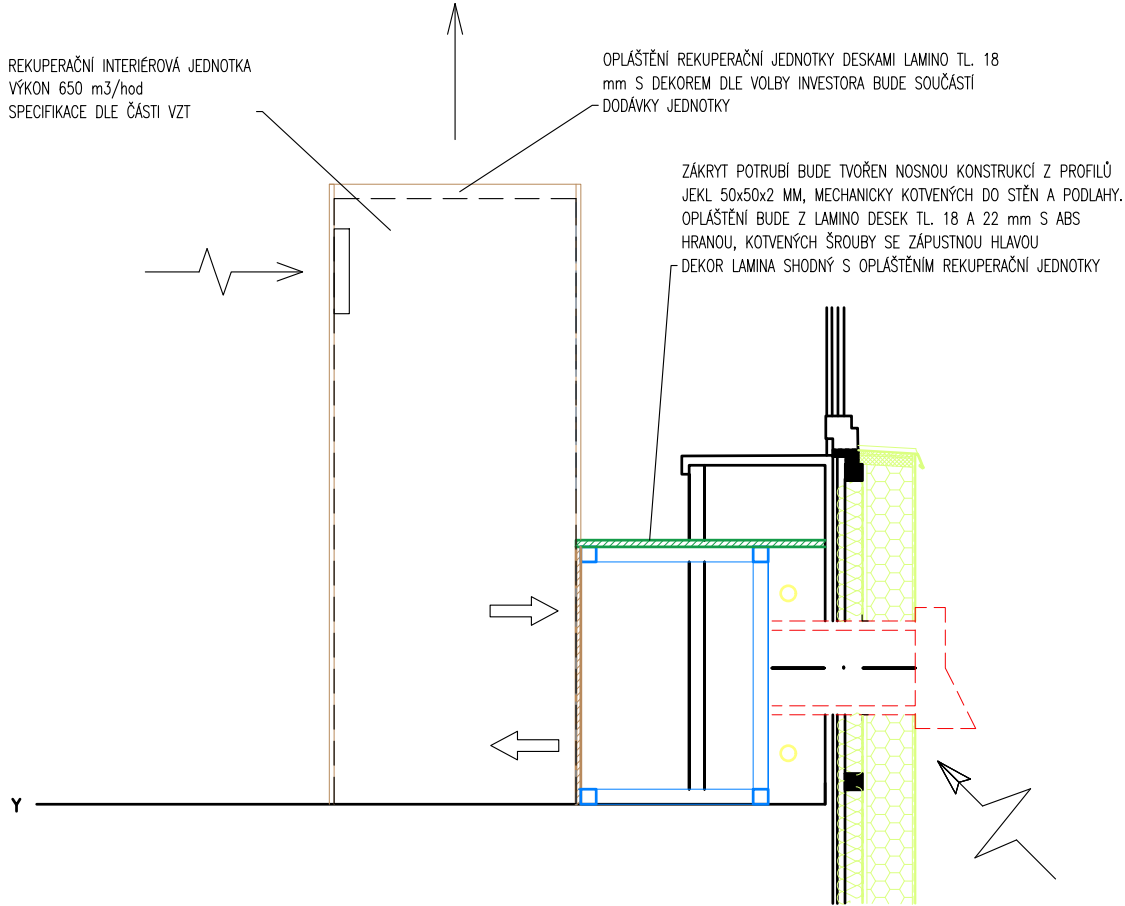 REKUPERAČNÍ INTERIÉROVÁ JEDNOTKA
VÝKON 650 m3/hod
SPECIFIKACE DLE ČÁSTI VZT
OPLÁŠTĚNÍ REKUPERAČNÍ JEDNOTKY DESKAMI LAMINO TL. 18
mm S DEKOREM DLE VOLBY INVESTORA BUDE SOUČÁSTÍ
DODÁVKY JEDNOTKY
ZÁKRYT POTRUBÍ BUDE TVOŘEN NOSNOU KONSTRUKCÍ Z PROFILŮ
JEKL 50x50x2 MM, MECHANICKY KOTVENÝCH DO STĚN A PODLAHY.
OPLÁŠTĚNÍ BUDE Z LAMINO DESEK TL. 18 A 22 mm S ABS
HRANOU, KOTVENÝCH ŠROUBY SE ZÁPUSTNOU HLAVOU
DEKOR LAMINA SHODNÝ S OPLÁŠTĚNÍM REKUPERAČNÍ JEDNOTKY
Y